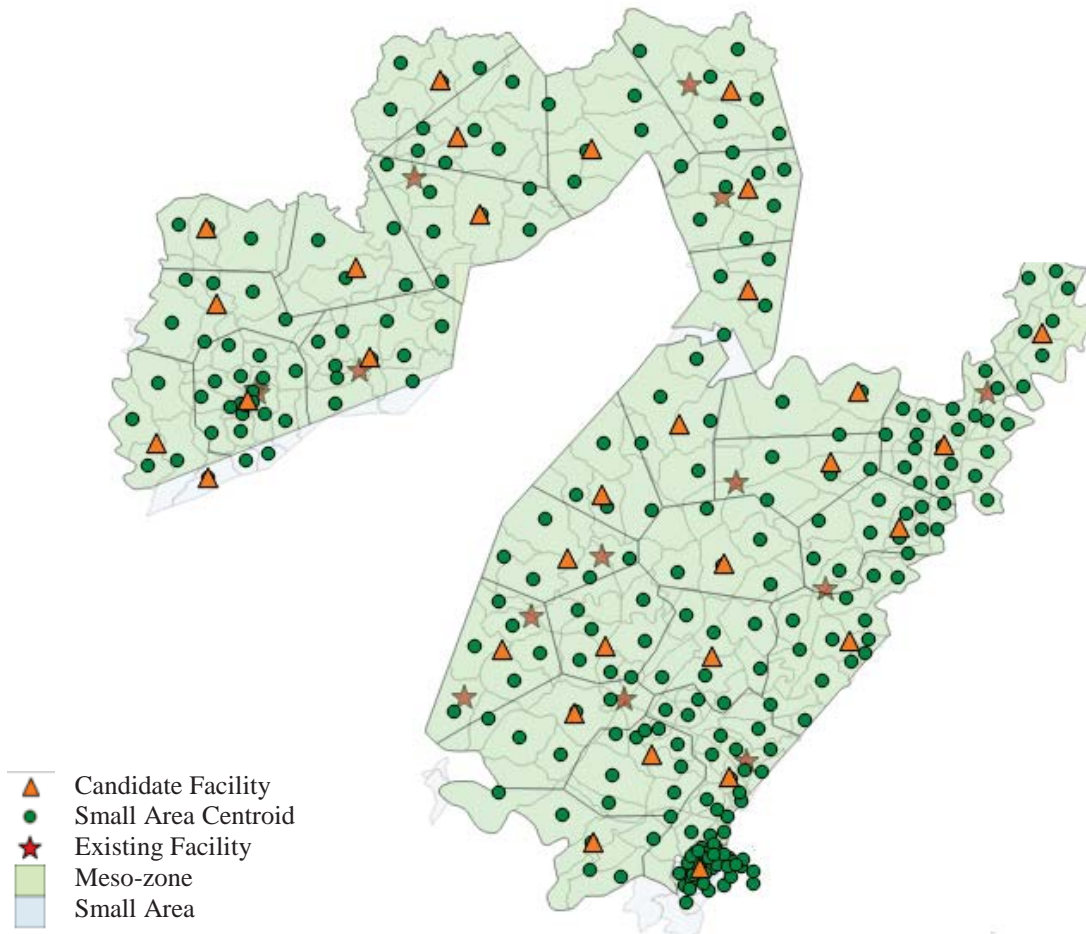 Candidate Facility
Small Area Centroid
Existing Facility
Meso-zone
Small Area